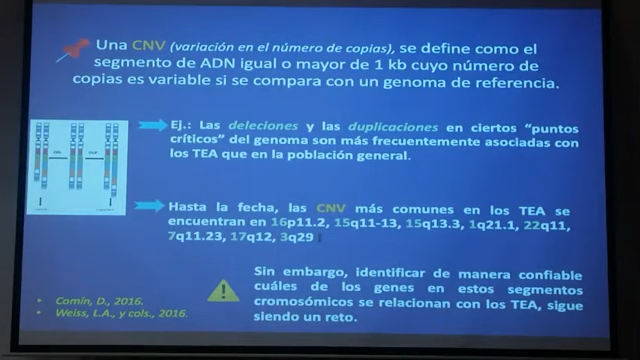 Una CNV (variación en el número de copias), se define como el
segmento de ADN igual o mayor de 1 kb cuyo número de
copias es variable si se compara con un genoma de referencia.
Ej.: Las deleciones y las duplicaciones en ciertos “puntos
críticos” del genoma son más frecuentemente asociadas con
los TEA que en la población general.
Hasta la fecha, las CNV más comunes en los TEA se
encuentran en 16p11.2, 15q11-13, 15q13.3, 1q21.1, 22q11,
7q11.23, 17q12, 3q29
Sin embargo, identificar de manera confiable
cuáles de los genes en estos segmentos
cromosómicos se relacionan con los TEA, sigue
siendo un reto.
• Comín, D., 2016.
• Weiss, L.A., y cols., 2016.